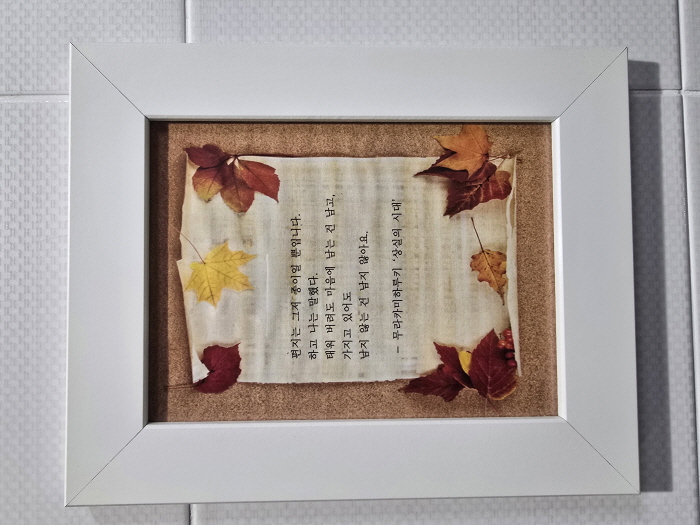 편지는 그저 종이일 뿐입니다.
하고 나는 말했다.
태워 버려도 마음에 남는 건 남고,
가지고 있어도
남지 않는 건 남지 않아요.
- 무라카미하루키 '상실의 시대'